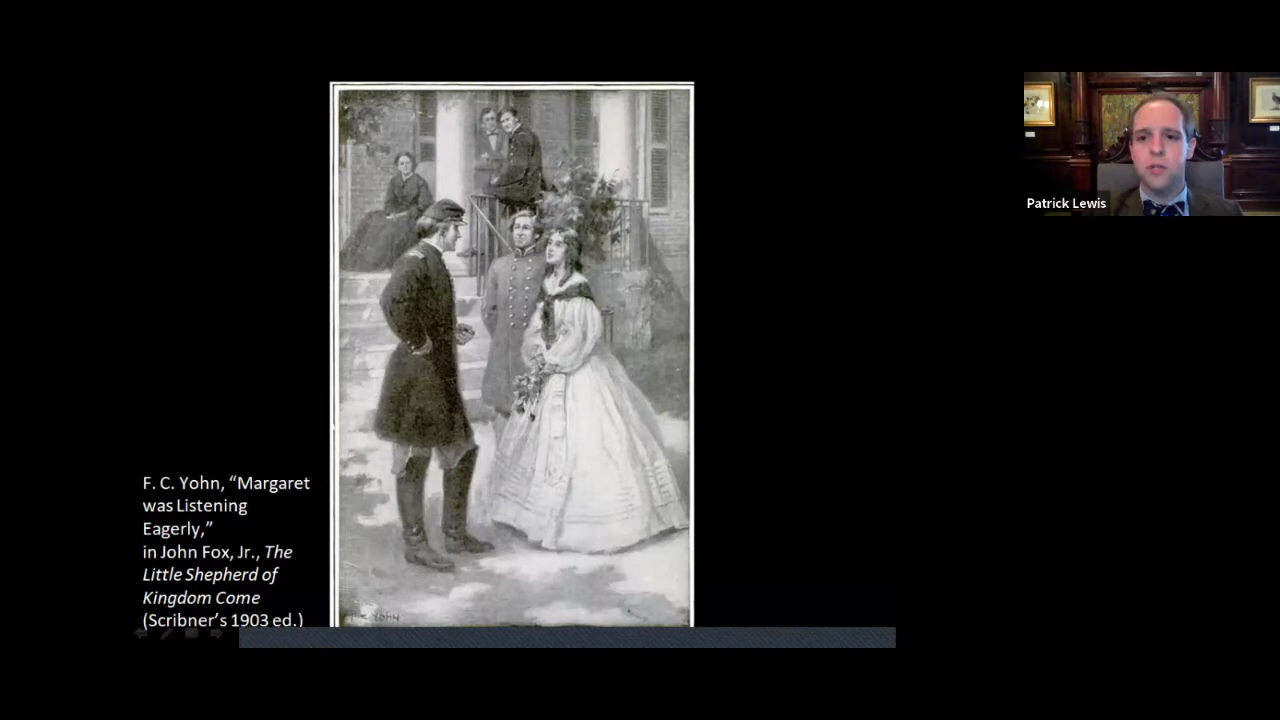 F. C. Yohn, “Margaret
was Listening
Eagerly,”
in John Fox, Jr., The
Little Shepherd of
Kingdom Come
(Scribner’s 1903 ed.)
YOHN
Patrick Lewis